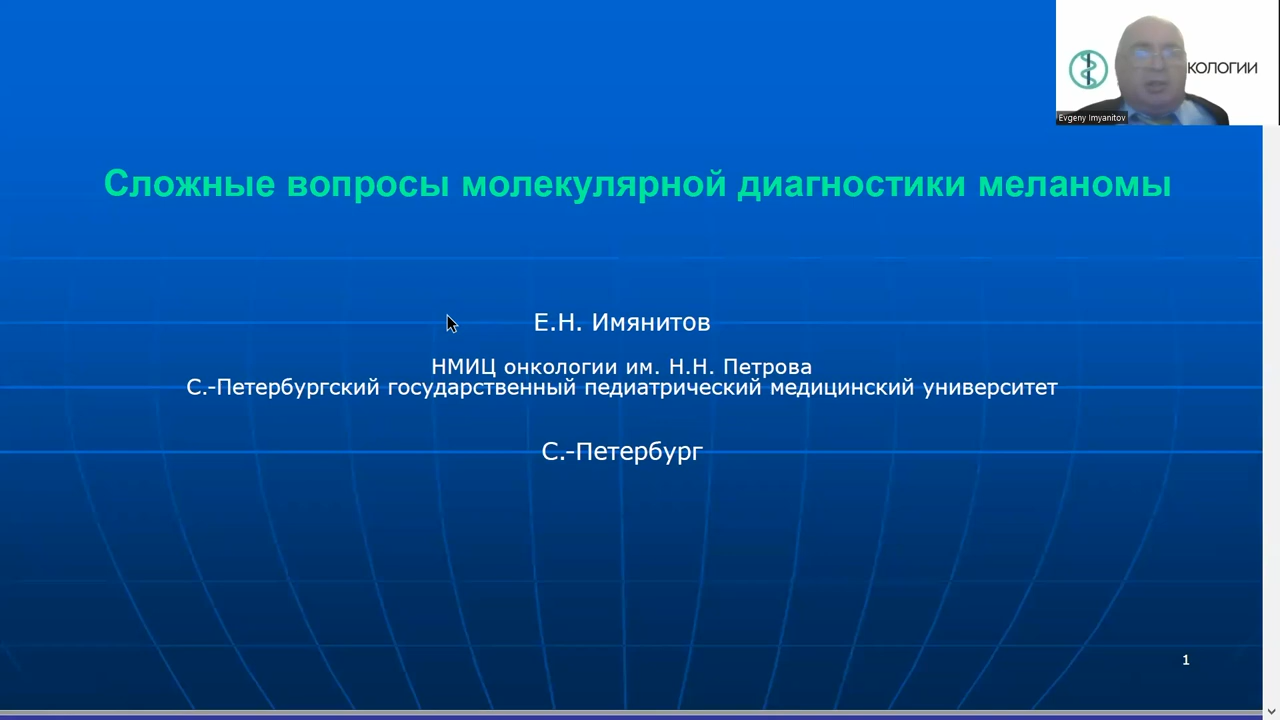 КОЛОГИИ
Evgeny Imyanitov
Сложные вопросы молекулярной диагностики меланомы
Е.Н. Имянитов
НМИЦ онкологии им. Н.Н. Петрова
С.-Петербургский государственный педиатрический медицинский университет
С.-Петербург
1